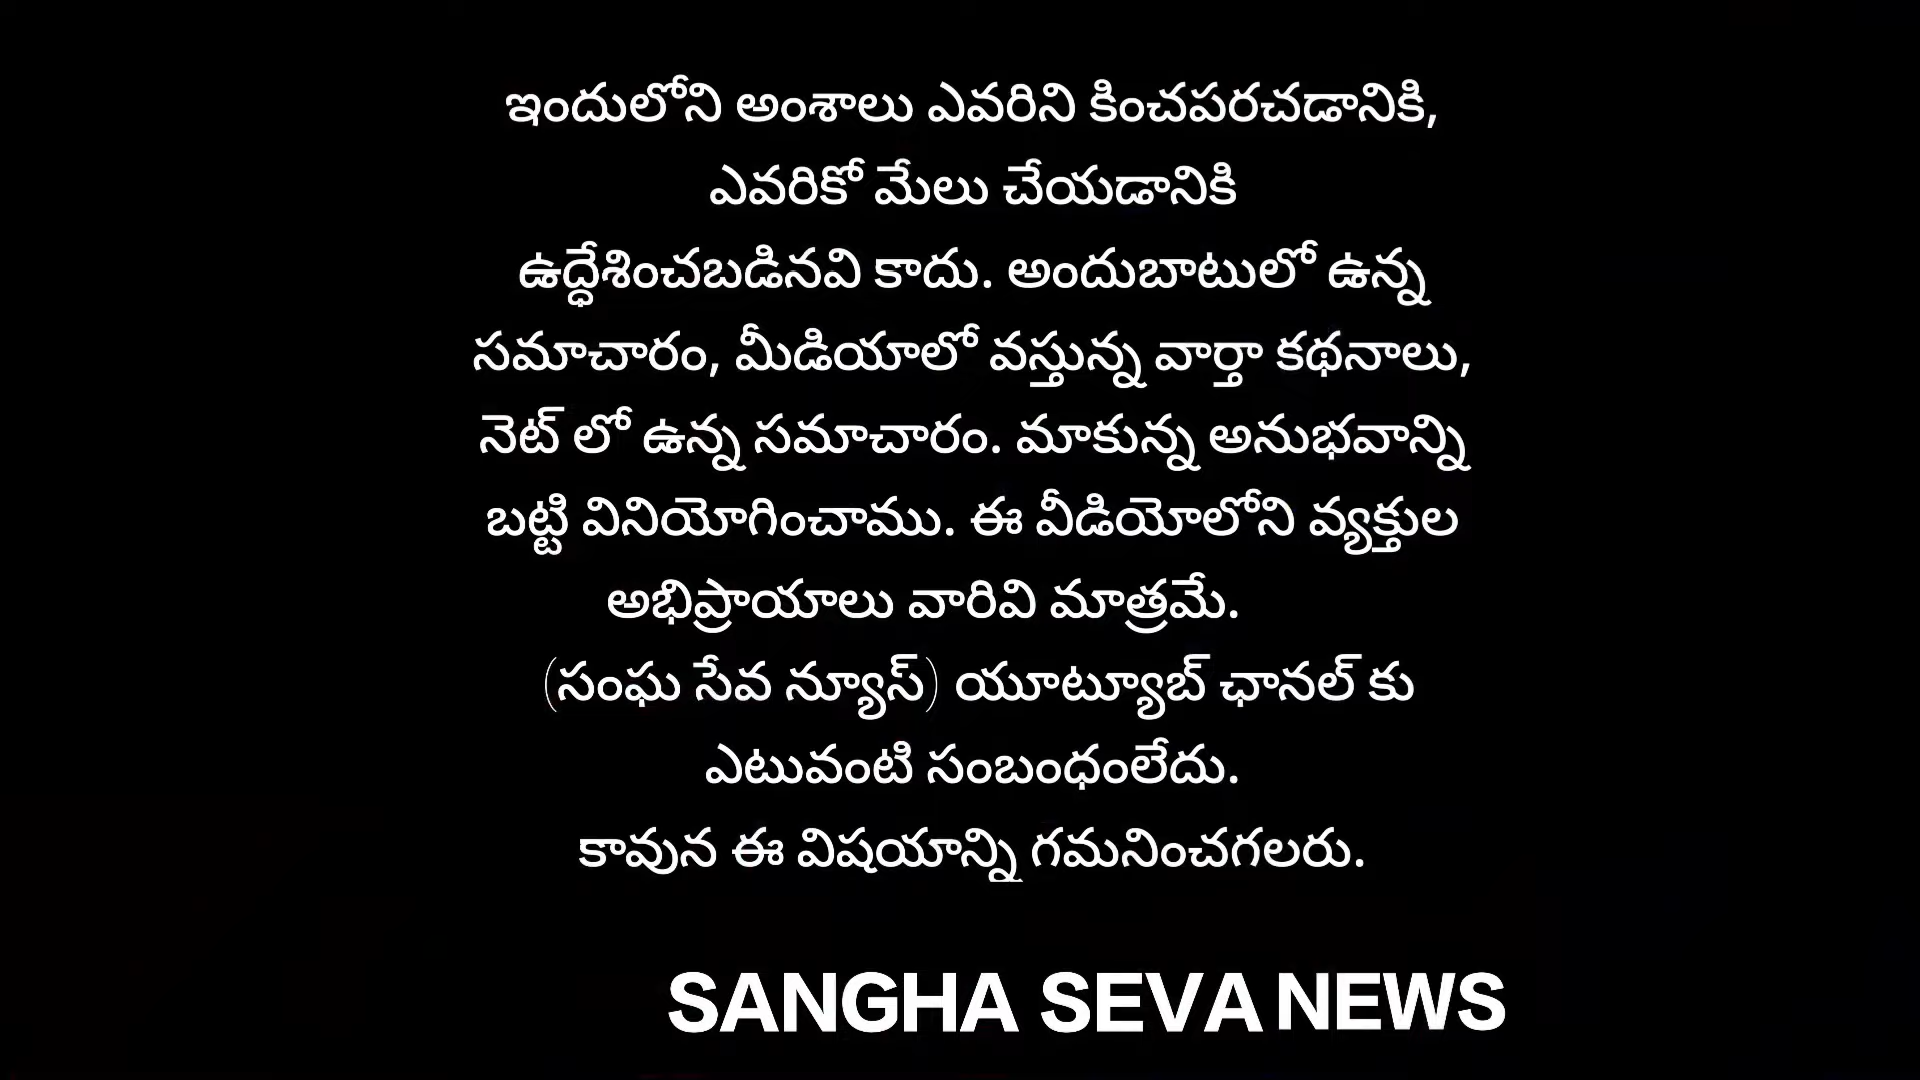 ఇందులోని అంశాలు ఎవరిని కించపరచడానికి,
ఎవరికో మేలు చేయడానికి
ఉద్ధేశించబడినవి కాదు. అందుబాటులో ఉన్న
సమాచారం, మీడియాలో వస్తున్న వార్తా కథనాలు,
నెట్ లో ఉన్న సమాచారం. మాకున్న అనుభవాన్ని
బట్టి వినియోగించాము. ఈ వీడియోలోని వ్యక్తుల
అభిప్రాయాలు వారివి మాత్రమే.
(సంఘ సేవ న్యూస్) యూట్యూబ్ ఛానల్ కు
ఎటువంటి సంబంధంలేదు.
కావున ఈ విషయాన్ని గమనించగలరు.
SANGHA SEVA NEWS